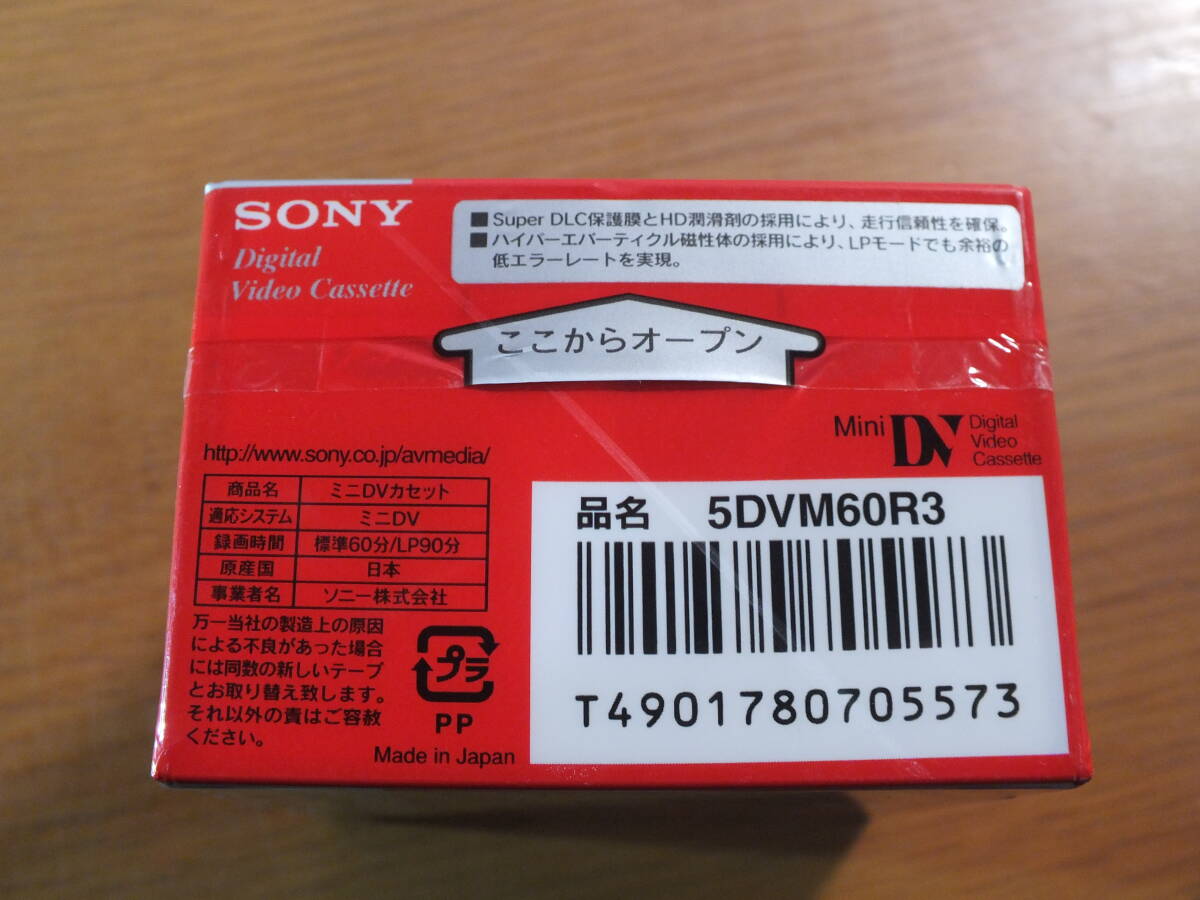 SONY
Digital
Video Cassette
■Super DLC保護膜とHD潤滑剤の採用により、走行信頼性を確保。
■ハイパーエバーティクル磁性体の採用により、LPモードでも余裕の
低エラーレートを実現。
ここからオープン
Mini DV Digital
Video
Cassette
http://www.sony.co.jp/avmedia/
商品名 ミニDVカセット
適応システム ミニDV
録画時間 標準60分/LP90分
原産国 日本
事業者名 ソニー株式会社
万一当社の製造上の原因
による不良があった場合
には同数の新しいテープ
とお取り替え致します。
それ以外の責はご容赦
ください。
プラ
PP
Made in Japan
品名 5DVM60R3
T4901780705573